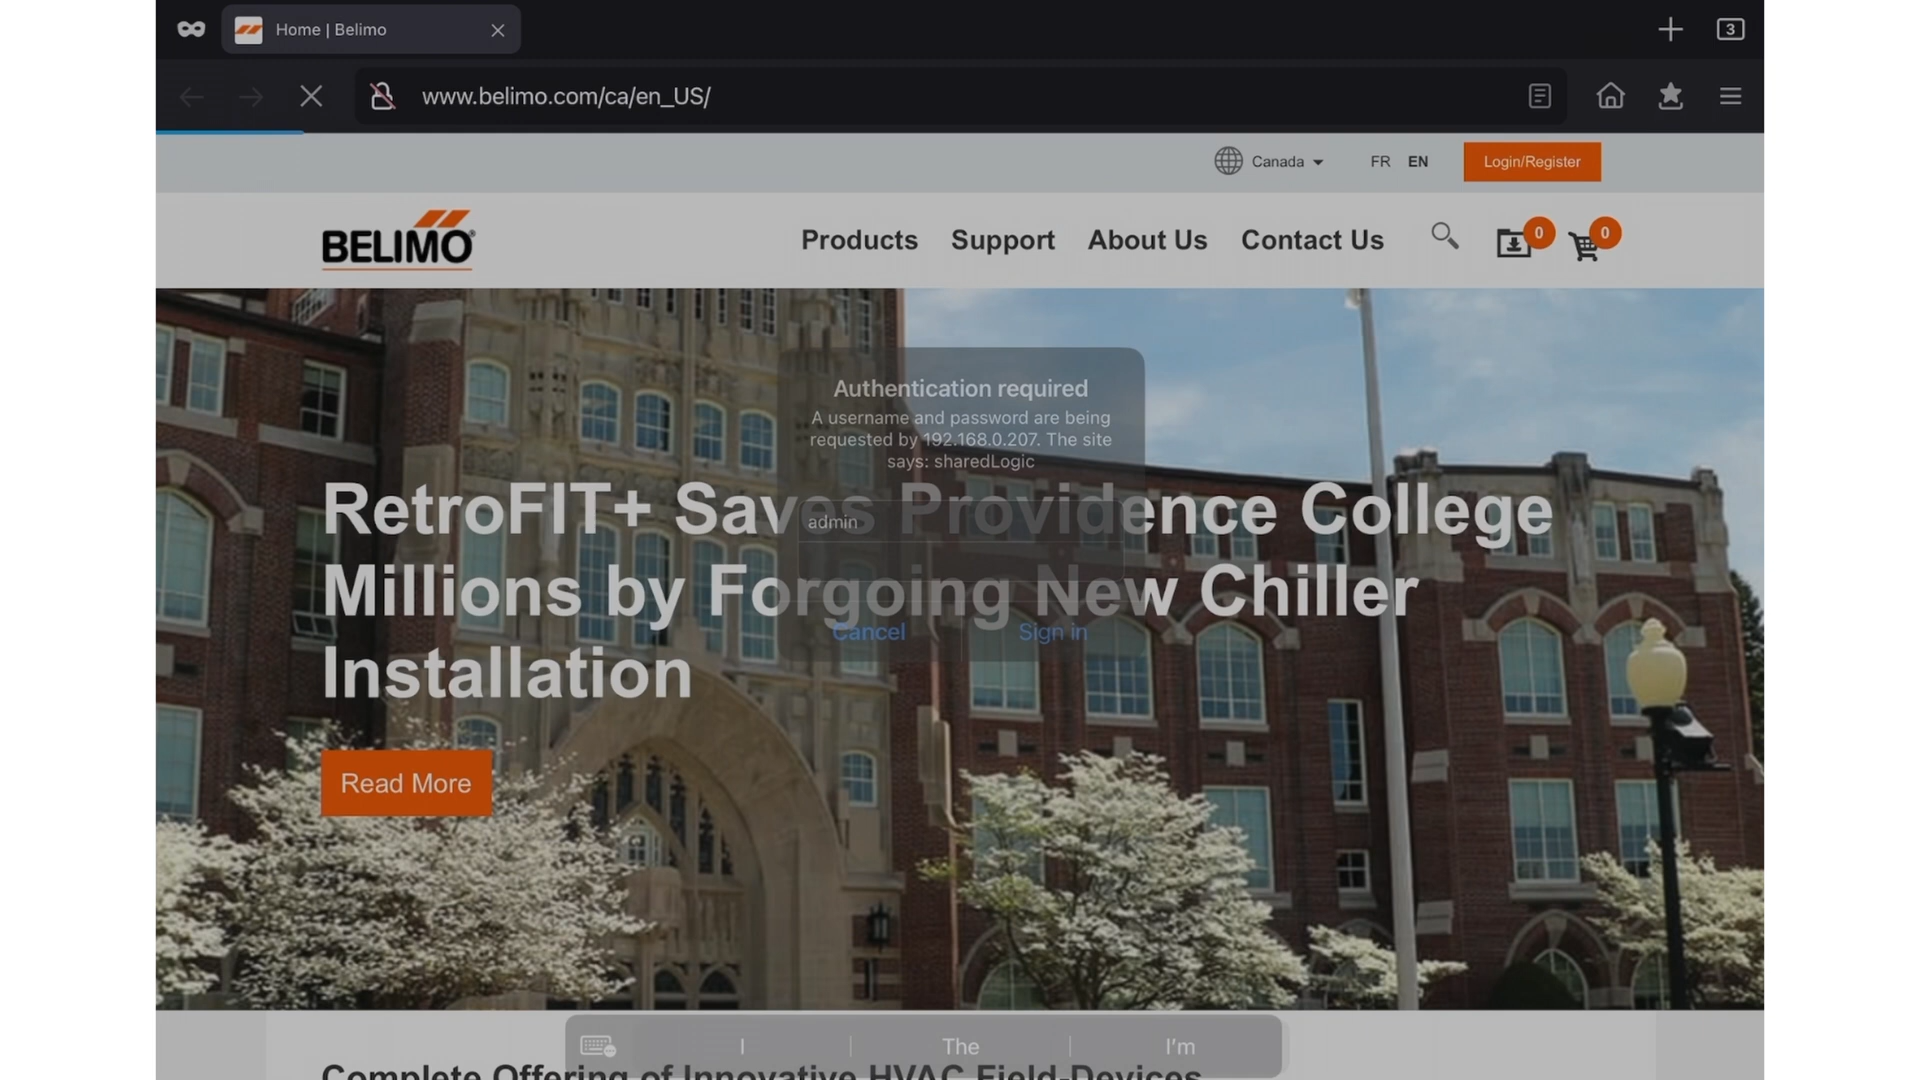 Home | Belimo
3
www.belimo.com/ca/en_US/
Canada
FR EN
Login/Register
BELIMO
Products Support About Us Contact Us
0
0
Authentication required
A username and password are being
requested by 192.168.0.207. The site
says: sharedLogic
admin
Cancel Sign in
RetroFIT+ Saves Providence College
Millions by Forgoing New Chiller
Installation
Read More
I The I'm
Complete Offering of Innovative HVAC Field-Devices